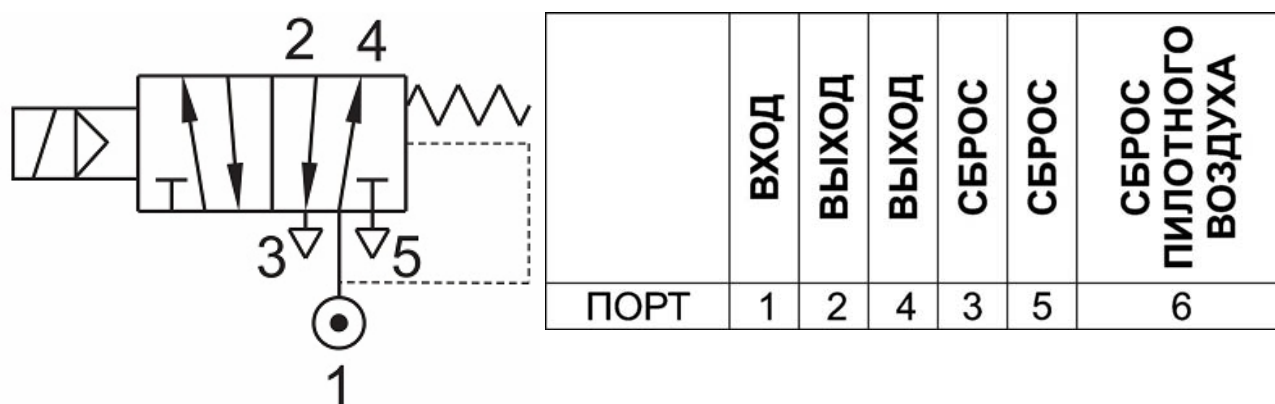 2 4
3 5
1
ВХОД
ВЫХОД
ВЫХОД
СБРОС
СБРОС
СБРОС
ПИЛОТНОГО
ВОЗДУХА
ПОРТ 1 2 4 3 5 6